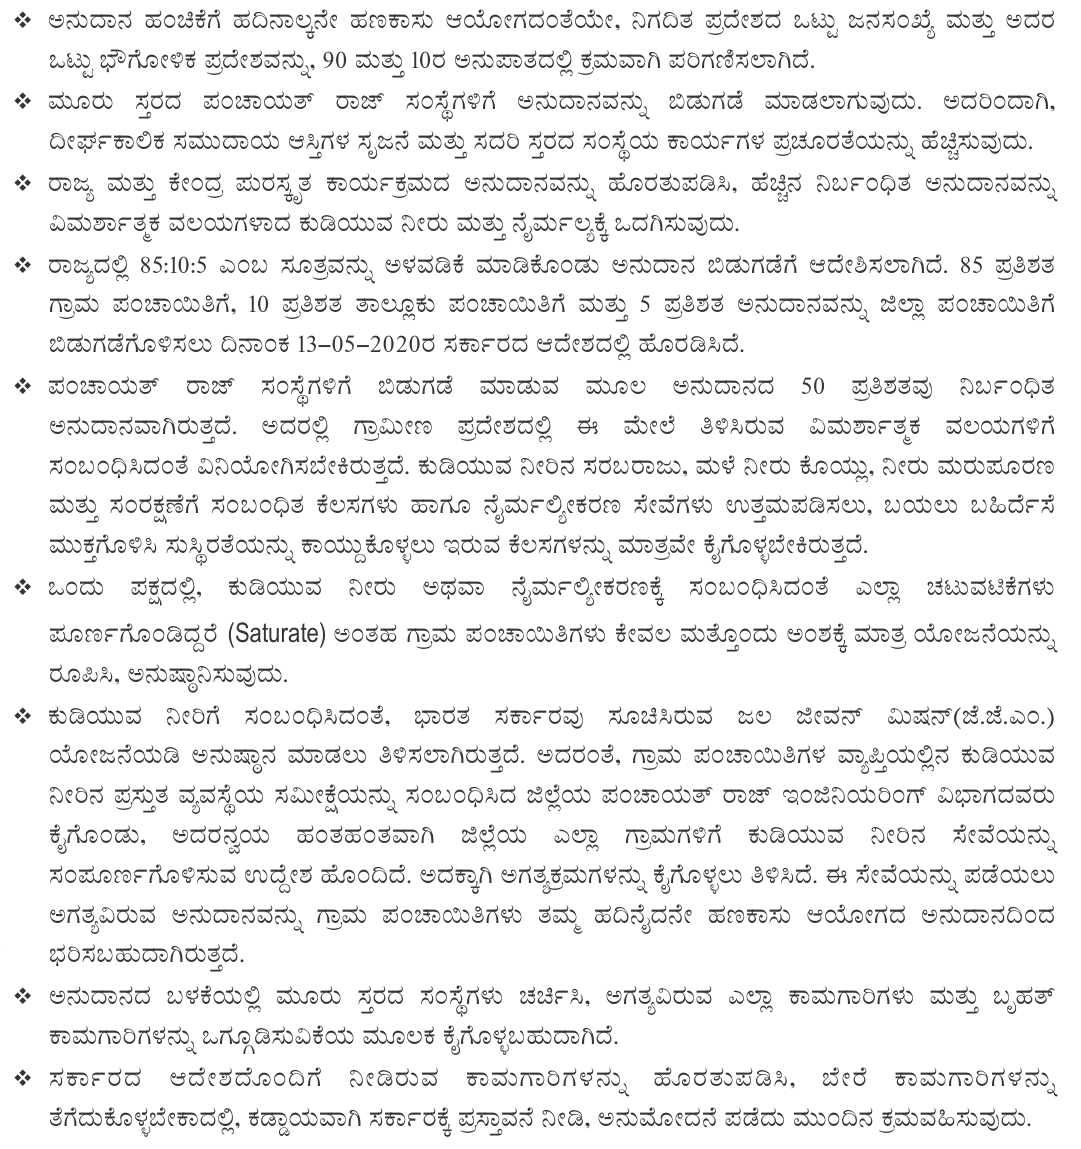 ❖ ಅನುದಾನ ಹಂಚಿಕೆಗೆ ಹದಿನಾಲ್ಕನೇ ಹಣಕಾಸು ಆಯೋಗದಂತೆಯೇ, ನಿಗದಿತ ಪ್ರದೇಶದ ಒಟ್ಟು ಜನಸಂಖ್ಯೆ ಮತ್ತು ಅದರ
ಒಟ್ಟು ಭೌಗೋಳಿಕ ಪ್ರದೇಶವನ್ನು, 90 ಮತ್ತು 10ರ ಅನುಪಾತದಲ್ಲಿ ಕ್ರಮವಾಗಿ ಪರಿಗಣಿಸಲಾಗಿದೆ.
❖ ಮೂರು ಸ್ತರದ ಪಂಚಾಯತ್ ರಾಜ್ ಸಂಸ್ಥೆಗಳಿಗೆ ಅನುದಾನವನ್ನು ಬಿಡುಗಡೆ ಮಾಡಲಾಗುವುದು. ಅದರಿಂದಾಗಿ,
ದೀರ್ಘಕಾಲಿಕ ಸಮುದಾಯ ಆಸ್ತಿಗಳ ಸೃಜನೆ ಮತ್ತು ಸದರಿ ಸ್ತರದ ಸಂಸ್ಥೆಯ ಕಾರ್ಯಗಳ ಪ್ರಚೂರತೆಯನ್ನು ಹೆಚ್ಚಿಸುವುದು.
❖ ರಾಜ್ಯ ಮತ್ತು ಕೇಂದ್ರ ಪುರಸ್ಕೃತ ಕಾರ್ಯಕ್ರಮದ ಅನುದಾನವನ್ನು ಹೊರತುಪಡಿಸಿ, ಹೆಚ್ಚಿನ ನಿರ್ಬಂಧಿತ ಅನುದಾನವನ್ನು
ವಿಮರ್ಶಾತ್ಮಕ ವಲಯಗಳಾದ ಕುಡಿಯುವ ನೀರು ಮತ್ತು ನೈರ್ಮಲ್ಯಕ್ಕೆ ಒದಗಿಸುವುದು.
❖ ರಾಜ್ಯದಲ್ಲಿ 85:10:5 ಎಂಬ ಸೂತ್ರವನ್ನು ಅಳವಡಿಕೆ ಮಾಡಿಕೊಂಡು ಅನುದಾನ ಬಿಡುಗಡೆಗೆ ಆದೇಶಿಸಲಾಗಿದೆ. 85 ಪ್ರತಿಶತ
ಗ್ರಾಮ ಪಂಚಾಯಿತಿಗೆ, 10 ಪ್ರತಿಶತ ತಾಲ್ಲೂಕು ಪಂಚಾಯಿತಿಗೆ ಮತ್ತು 5 ಪ್ರತಿಶತ ಅನುದಾನವನ್ನು ಜಿಲ್ಲಾ ಪಂಚಾಯಿತಿಗೆ
ಬಿಡುಗಡೆಗೊಳಿಸಲು ದಿನಾಂಕ 13–05–2020ರ ಸರ್ಕಾರದ ಆದೇಶದಲ್ಲಿ ಹೊರಡಿಸಿದೆ.
❖ ಪಂಚಾಯತ್ ರಾಜ್ ಸಂಸ್ಥೆಗಳಿಗೆ ಬಿಡುಗಡೆ ಮಾಡುವ ಮೂಲ ಅನುದಾನದ 50 ಪ್ರತಿಶತವು ನಿರ್ಬಂಧಿತ
ಅನುದಾನವಾಗಿರುತ್ತದೆ. ಅದರಲ್ಲಿ ಗ್ರಾಮೀಣ ಪ್ರದೇಶದಲ್ಲಿ ಈ ಮೇಲೆ ತಿಳಿಸಿರುವ ವಿಮರ್ಶಾತ್ಮಕ ವಲಯಗಳಿಗೆ
ಸಂಬಂಧಿಸಿದಂತೆ ವಿನಿಯೋಗಿಸಬೇಕಿರುತ್ತದೆ. ಕುಡಿಯುವ ನೀರಿನ ಸರಬರಾಜು, ಮಳೆ ನೀರು ಕೊಯ್ಲು, ನೀರು ಮರುಪೂರಣ
ಮತ್ತು ಸಂರಕ್ಷಣೆಗೆ ಸಂಬಂಧಿತ ಕೆಲಸಗಳು ಹಾಗೂ ನೈರ್ಮಲ್ಯೀಕರಣ ಸೇವೆಗಳು ಉತ್ತಮಪಡಿಸಲು, ಬಯಲು ಬಹಿರ್ದೆಸೆ
ಮುಕ್ತಗೊಳಿಸಿ ಸುಸ್ಥಿರತೆಯನ್ನು ಕಾಯ್ದುಕೊಳ್ಳಲು ಇರುವ ಕೆಲಸಗಳನ್ನು ಮಾತ್ರವೇ ಕೈಗೊಳ್ಳಬೇಕಿರುತ್ತದೆ.
❖ ಒಂದು ಪಕ್ಷದಲ್ಲಿ, ಕುಡಿಯುವ ನೀರು ಅಥವಾ ನೈರ್ಮಲ್ಯೀಕರಣಕ್ಕೆ ಸಂಬಂಧಿಸಿದಂತೆ ಎಲ್ಲಾ ಚಟುವಟಿಕೆಗಳು
ಪೂರ್ಣಗೊಂಡಿದ್ದರೆ (Saturate) ಅಂತಹ ಗ್ರಾಮ ಪಂಚಾಯಿತಿಗಳು ಕೇವಲ ಮತ್ತೊಂದು ಅಂಶಕ್ಕೆ ಮಾತ್ರ ಯೋಜನೆಯನ್ನು
ರೂಪಿಸಿ, ಅನುಷ್ಠಾನಿಸುವುದು.
❖ ಕುಡಿಯುವ ನೀರಿಗೆ ಸಂಬಂಧಿಸಿದಂತೆ, ಭಾರತ ಸರ್ಕಾರವು ಸೂಚಿಸಿರುವ ಜಲ ಜೀವನ್ ಮಿಷನ್(ಜೆ.ಜೆ.ಎಂ.)
ಯೋಜನೆಯಡಿ ಅನುಷ್ಠಾನ ಮಾಡಲು ತಿಳಿಸಲಾಗಿರುತ್ತದೆ. ಅದರಂತೆ, ಗ್ರಾಮ ಪಂಚಾಯಿತಿಗಳ ವ್ಯಾಪ್ತಿಯಲ್ಲಿನ ಕುಡಿಯುವ
ನೀರಿನ ಪ್ರಸ್ತುತ ವ್ಯವಸ್ಥೆಯ ಸಮೀಕ್ಷೆಯನ್ನು ಸಂಬಂಧಿಸಿದ ಜಿಲ್ಲೆಯ ಪಂಚಾಯತ್ ರಾಜ್ ಇಂಜಿನಿಯರಿಂಗ್ ವಿಭಾಗದವರು
ಕೈಗೊಂಡು, ಅದರನ್ವಯ ಹಂತಹಂತವಾಗಿ ಜಿಲ್ಲೆಯ ಎಲ್ಲಾ ಗ್ರಾಮಗಳಿಗೆ ಕುಡಿಯುವ ನೀರಿನ ಸೇವೆಯನ್ನು
ಸಂಪೂರ್ಣಗೊಳಿಸುವ ಉದ್ದೇಶ ಹೊಂದಿದೆ. ಅದಕ್ಕಾಗಿ ಅಗತ್ಯಕ್ರಮಗಳನ್ನು ಕೈಗೊಳ್ಳಲು ತಿಳಿಸಿದೆ. ಈ ಸೇವೆಯನ್ನು ಪಡೆಯಲು
ಅಗತ್ಯವಿರುವ ಅನುದಾನವನ್ನು ಗ್ರಾಮ ಪಂಚಾಯಿತಿಗಳು ತಮ್ಮ ಹದಿನೈದನೇ ಹಣಕಾಸು ಆಯೋಗದ ಅನುದಾನದಿಂದ
ಭರಿಸಬಹುದಾಗಿರುತ್ತದೆ.
❖ ಅನುದಾನದ ಬಳಕೆಯಲ್ಲಿ ಮೂರು ಸ್ತರದ ಸಂಸ್ಥೆಗಳು ಚರ್ಚಿಸಿ, ಅಗತ್ಯವಿರುವ ಎಲ್ಲಾ ಕಾಮಗಾರಿಗಳು ಮತ್ತು ಬೃಹತ್
ಕಾಮಗಾರಿಗಳನ್ನು ಒಗ್ಗೂಡಿಸುವಿಕೆಯ ಮೂಲಕ ಕೈಗೊಳ್ಳಬಹುದಾಗಿದೆ.
❖ ಸರ್ಕಾರದ ಆದೇಶದೊಂದಿಗೆ ನೀಡಿರುವ ಕಾಮಗಾರಿಗಳನ್ನು ಹೊರತುಪಡಿಸಿ, ಬೇರೆ ಕಾಮಗಾರಿಗಳನ್ನು
ತೆಗೆದುಕೊಳ್ಳಬೇಕಾದಲ್ಲಿ, ಕಡ್ಡಾಯವಾಗಿ ಸರ್ಕಾರಕ್ಕೆ ಪ್ರಸ್ತಾವನೆ ನೀಡಿ, ಅನುಮೋದನೆ ಪಡೆದು ಮುಂದಿನ ಕ್ರಮವಹಿಸುವುದು.